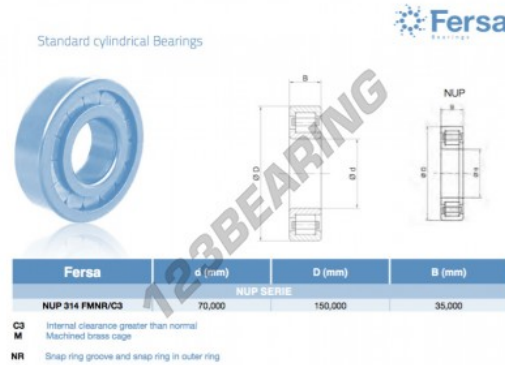 Fersa
Bearings
Standard cylindrical Bearings
B
Ø D
Ø d
NUP
B
Ø D
Ø d
123BEARING
Fersa d (mm) D (mm) B (mm)
NUP SERIE
NUP 314 FMNR/C3 70,000 150,000 35,000
C3 Internal clearance greater than normal
M Machined brass cage
NR Snap ring groove and snap ring in outer ring